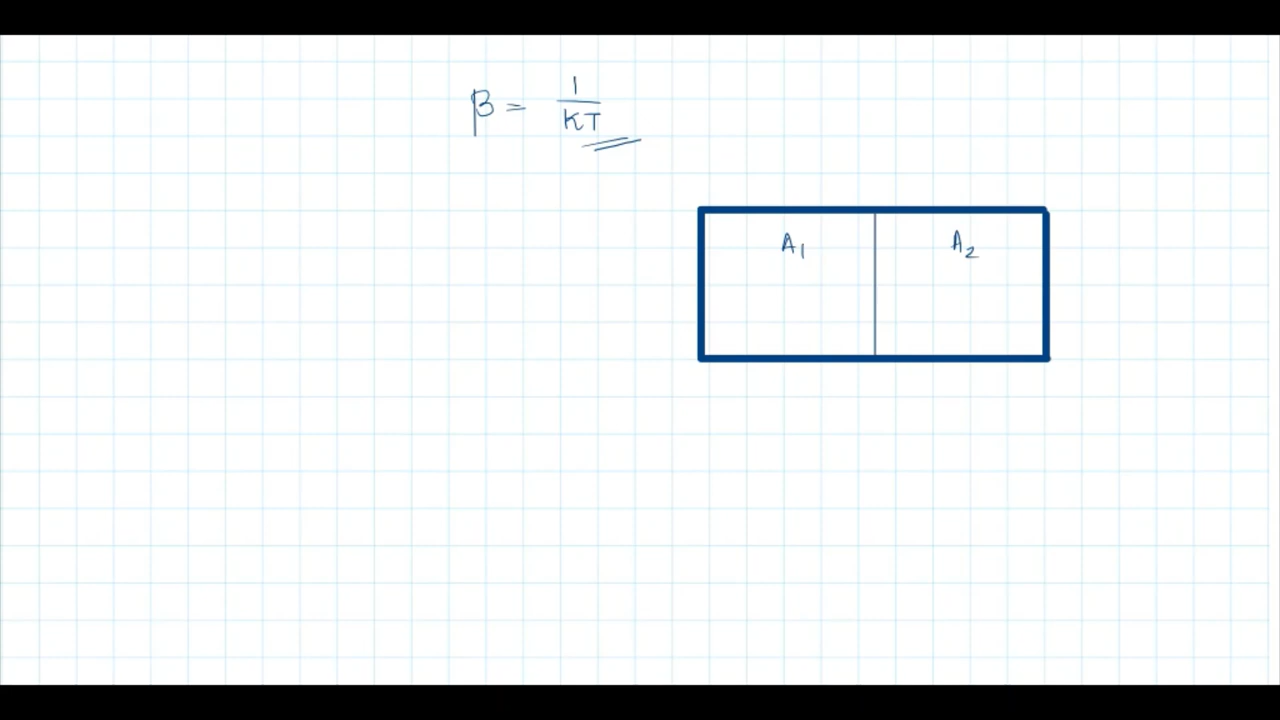 β = 1/KT
A₁ A₂